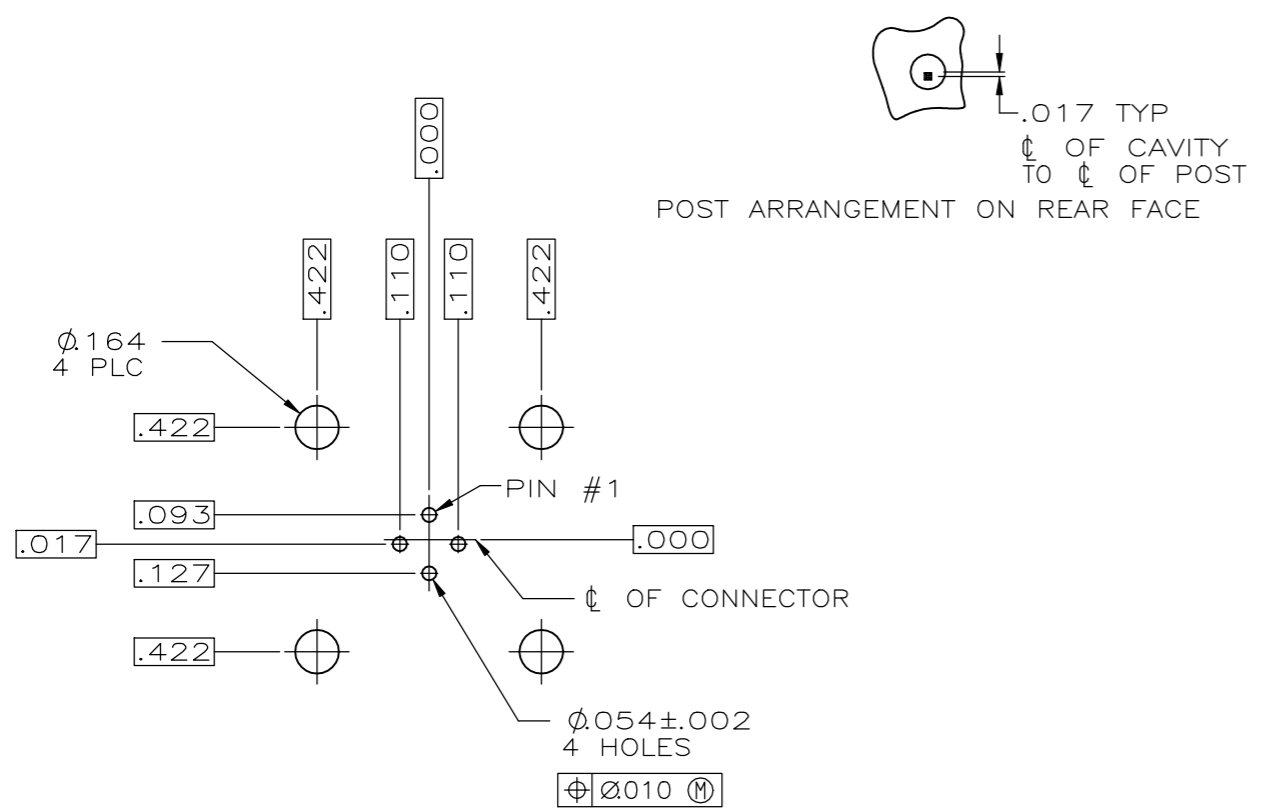 .017 TYP
℄ OF CAVITY
TO ℄ OF POST
POST ARRANGEMENT ON REAR FACE
.000
.422
.110
.110
.422
Ø.164
4 PLC
.422
PIN #1
.093
.017
.000
.127
℄ OF CONNECTOR
.422
Ø.054±.002
4 HOLES
⌖ Ø.010 Ⓜ